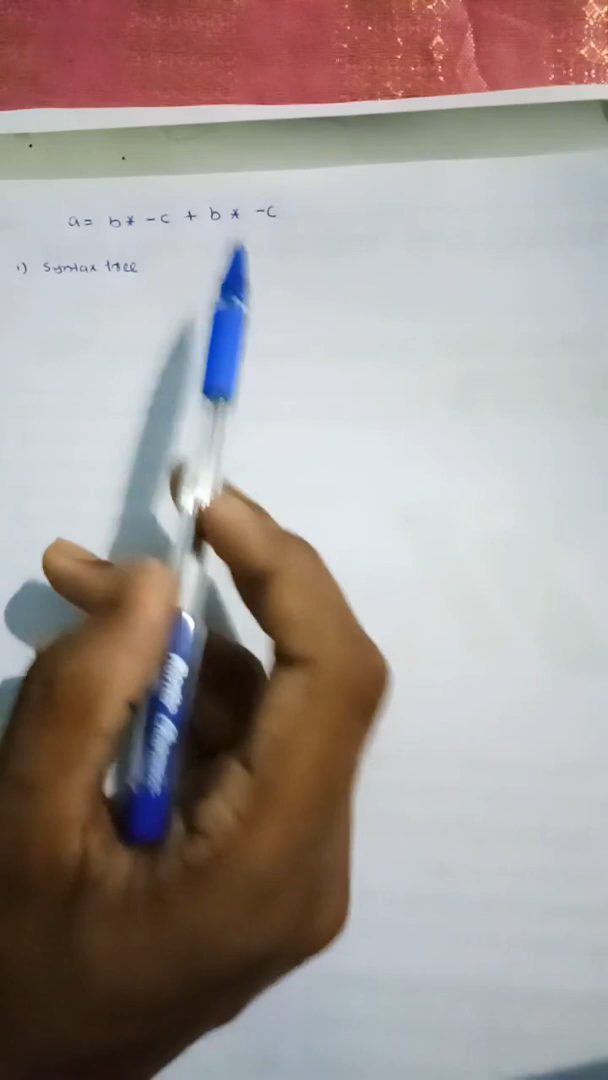 a = b * -c + b * -c
1) Syntax tree